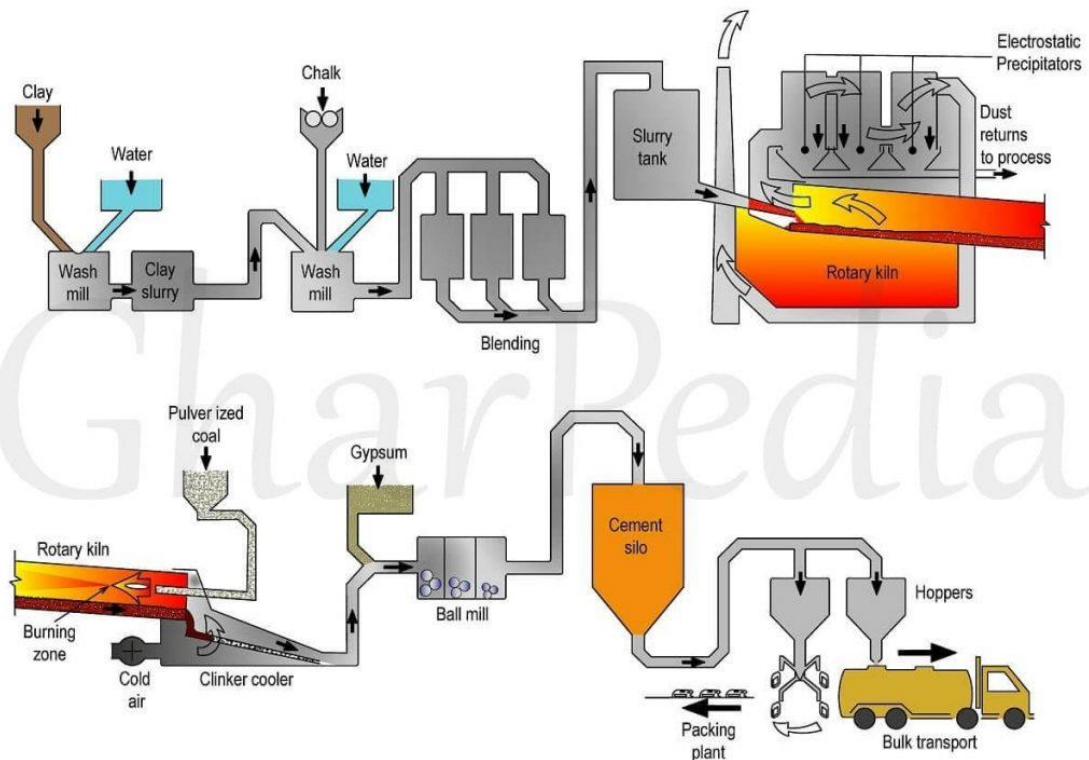 Electrostatic
Precipitators
Chalk
Clay
Dust
returns
to process
Slurry
tank
Water
Water
Wash
mill
Clay
slurry
Wash
mill
Rotary kiln
Blending
GharPedia
Pulver ized
coal
Gypsum
Cement
silo
Rotary kiln
Hoppers
Ball mill
Burning
zone
Cold
air
Clinker cooler
Packing
plant
Bulk transport